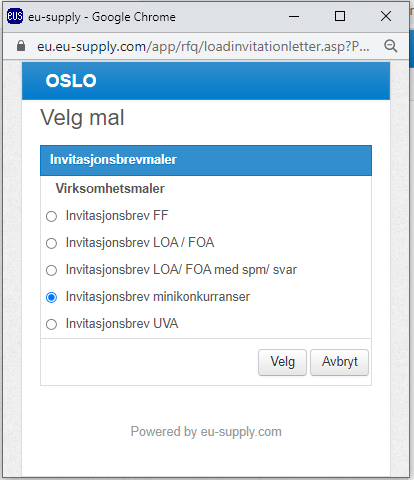 eus
eu-supply - Google Chrome
eu.eu-supply.com/app/rfq/loadinvitationletter.asp?P...
OSLO
Velg mal
Invitasjonsbrevmaler
Virksomhetsmaler
Invitasjonsbrev FF
Invitasjonsbrev LOA / FOA
Invitasjonsbrev LOA/ FOA med spm/ svar
Invitasjonsbrev minikonkurranser
Invitasjonsbrev UVA
Velg Avbryt
Powered by eu-supply.com